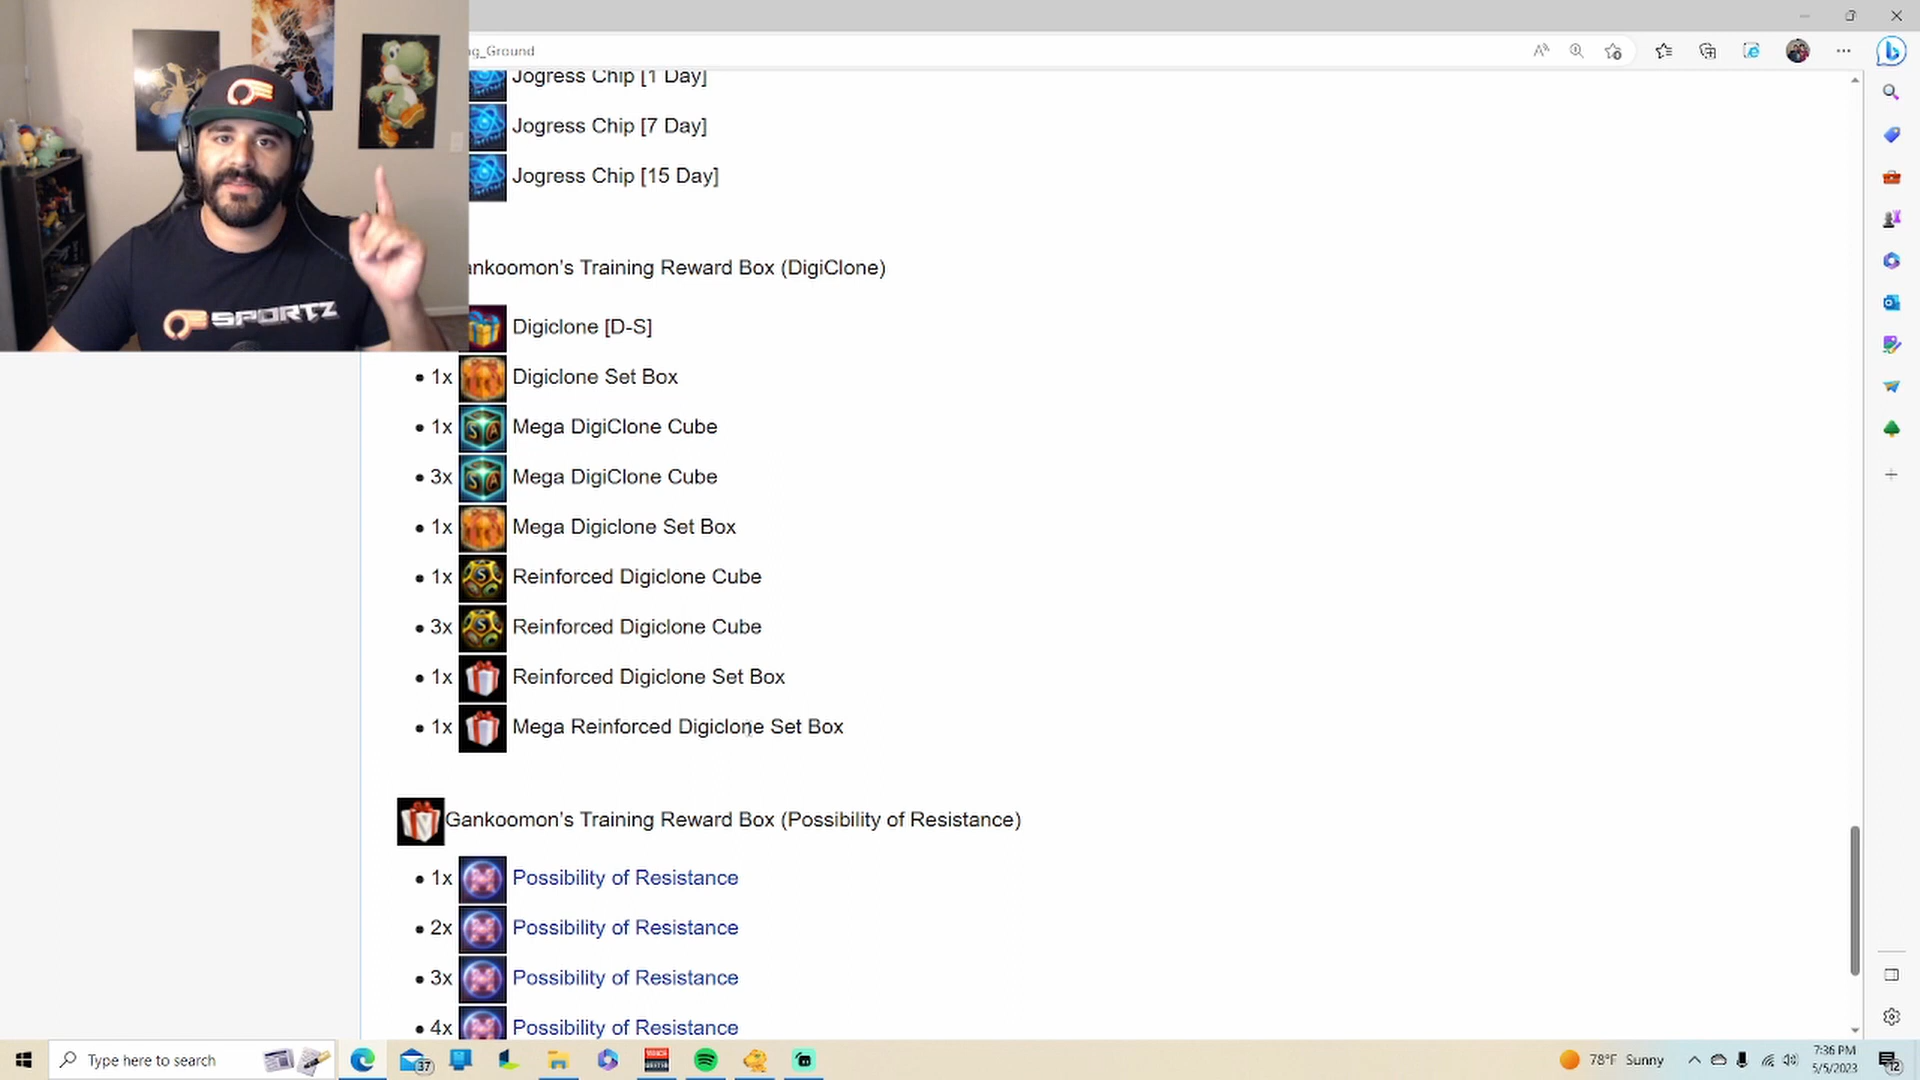 ng_Ground
Jogress Chip [1 Day]
Jogress Chip [7 Day]
Jogress Chip [15 Day]
SPORTZ
ankoomon's Training Reward Box (DigiClone)
Digiclone [D-S]
• 1x Digiclone Set Box
• 1x Mega DigiClone Cube
• 3x Mega DigiClone Cube
• 1x Mega Digiclone Set Box
• 1x Reinforced Digiclone Cube
• 3x Reinforced Digiclone Cube
• 1x Reinforced Digiclone Set Box
• 1x Mega Reinforced Digiclone Set Box
Gankoomon's Training Reward Box (Possibility of Resistance)
• 1x Possibility of Resistance
• 2x Possibility of Resistance
• 3x Possibility of Resistance
• 4x Possibility of Resistance
Type here to search
37
78°F Sunny
7:36 PM
5/5/2023
12